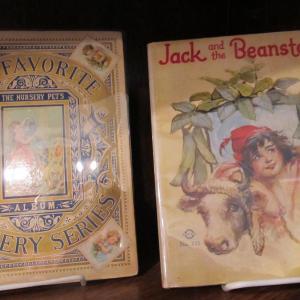 FAVORITE
THE NURSERY PETS
ALBUM
ERY SERIES
Jack and the Beanst